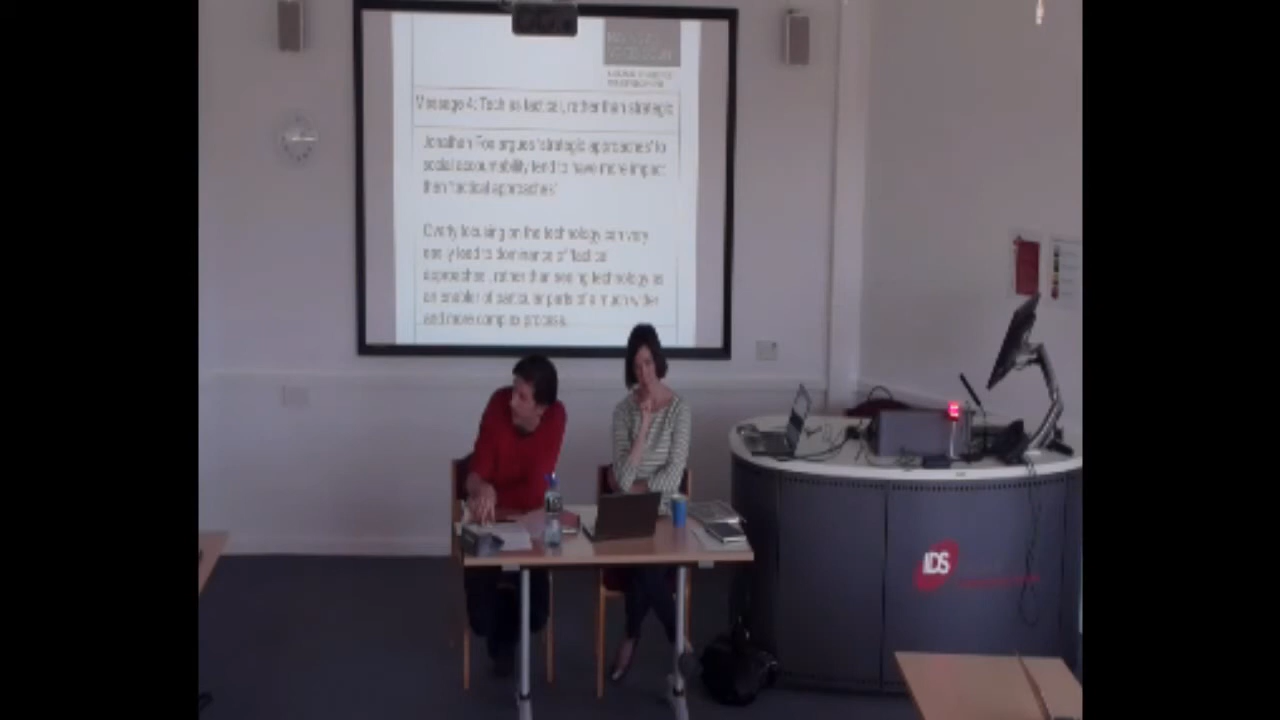 Message 4: Tech as tactical, rather than strategic
Jonathan Fox argues 'strategic approaches' to
social accountability tend to have more impact
than 'tactical approaches'
Overly focusing on the technology can very
easily lead to dominance of 'tactical
approaches', rather than seeing technology as
an enabler of particular parts of a much wider
and more complex process.
IDS